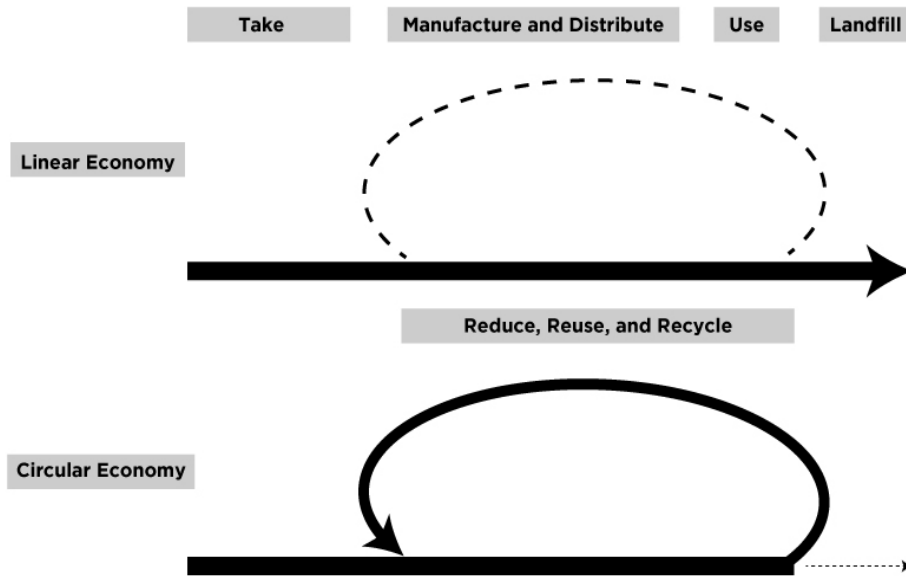 Take
Manufacture and Distribute
Use
Landfill
Linear Economy
Reduce, Reuse, and Recycle
Circular Economy